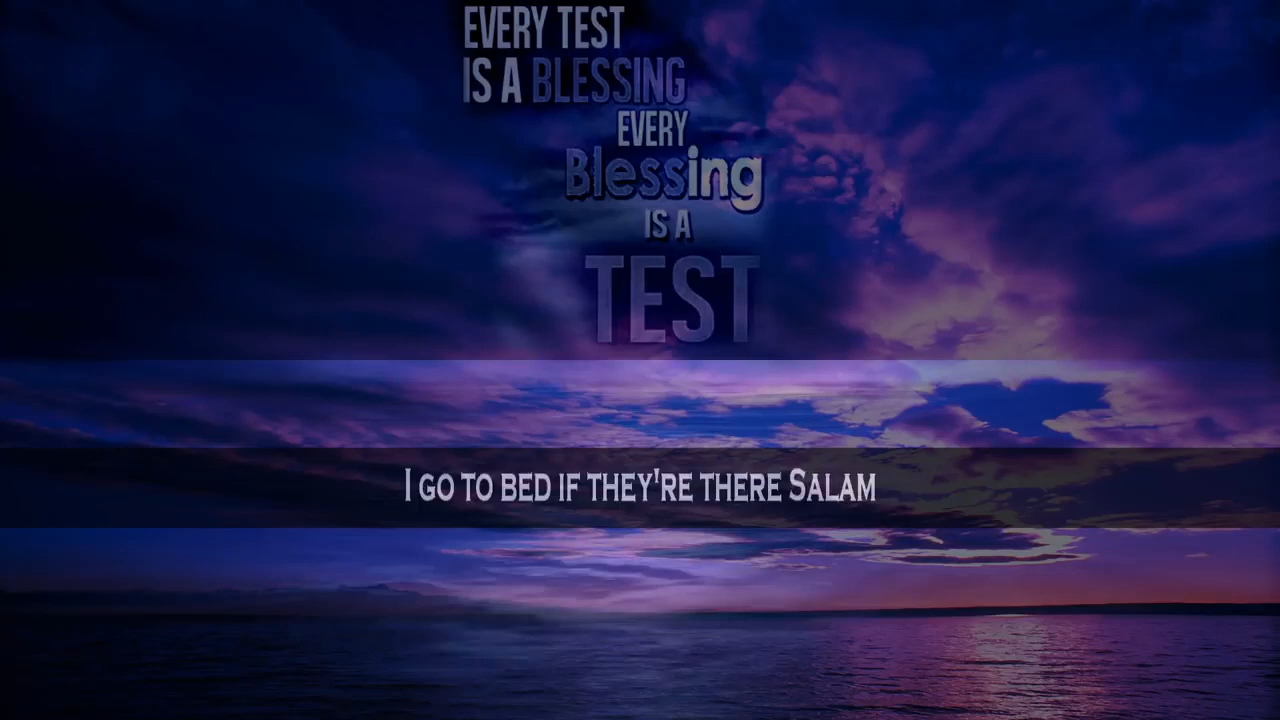 EVERY TEST
IS A BLESSING
EVERY
Blessing
IS A
TEST
I GO TO BED IF THEY'RE THERE SALAM